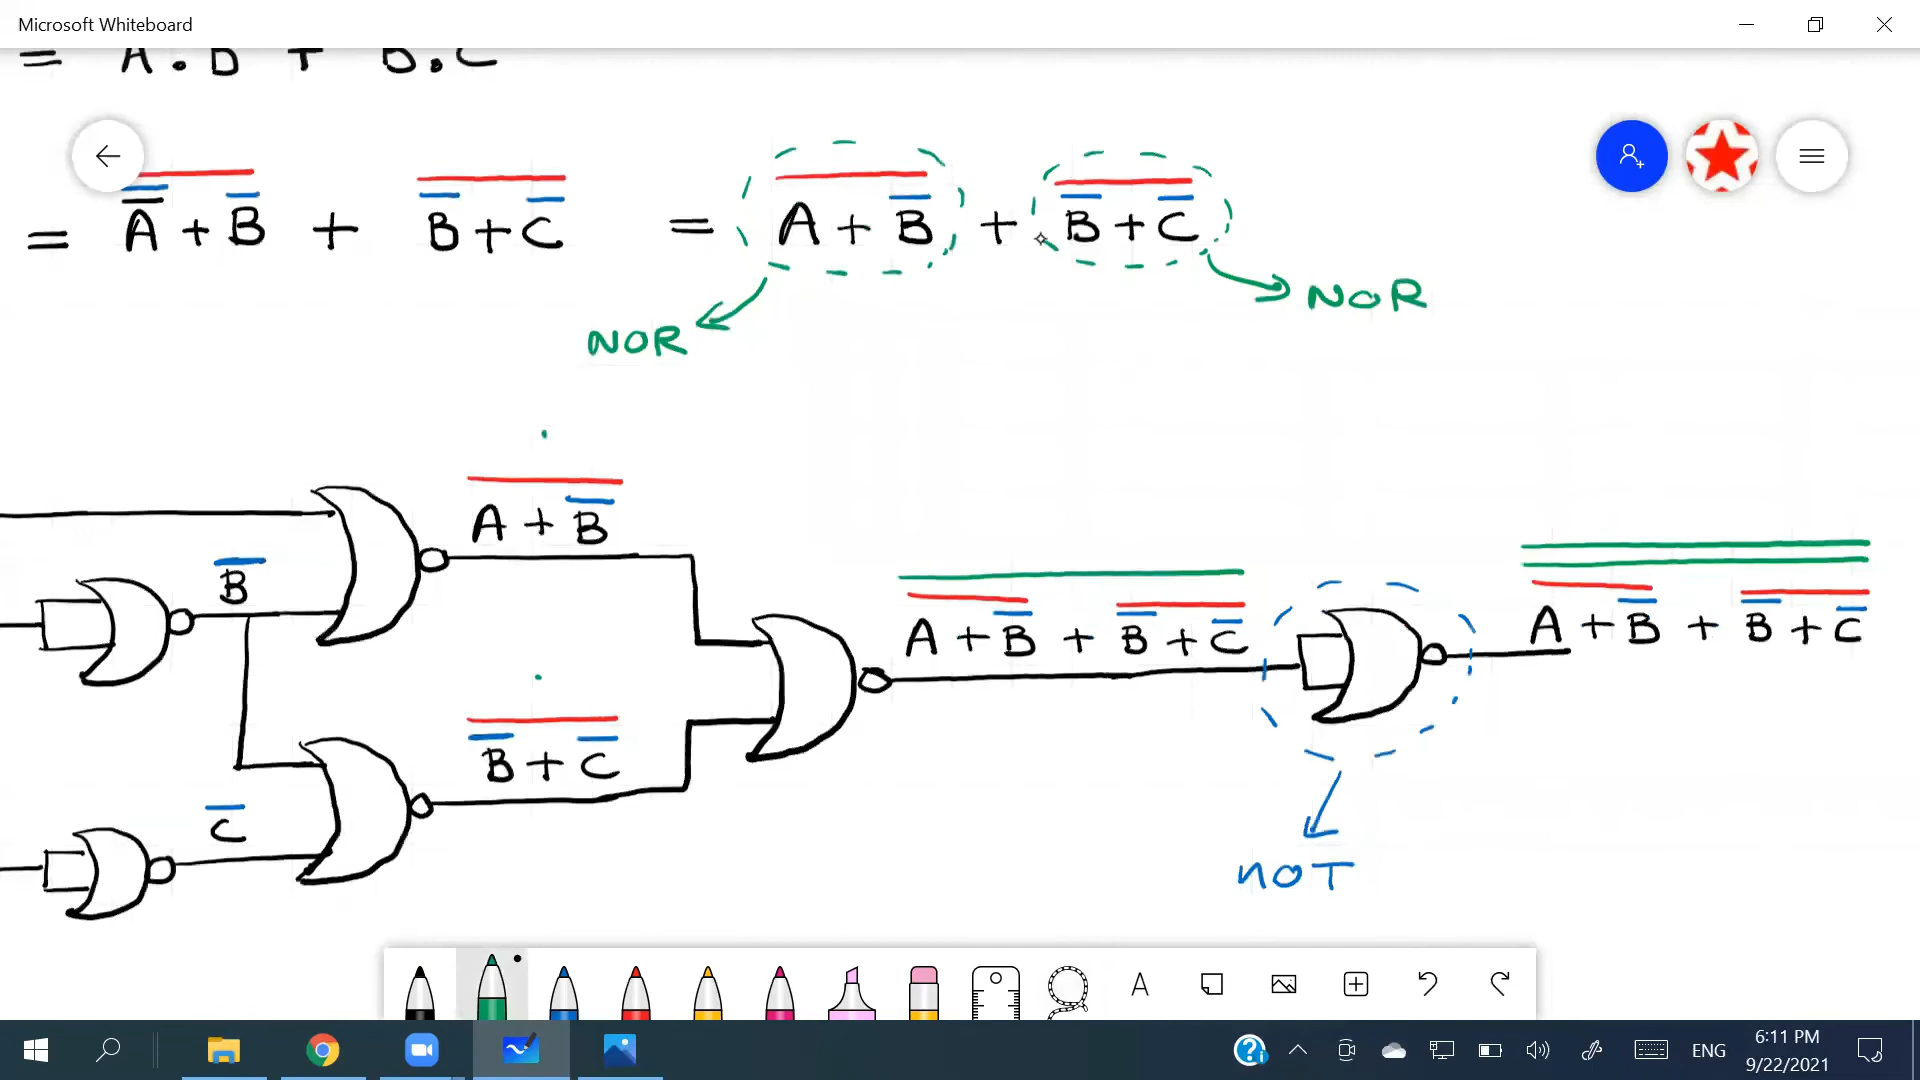 Microsoft Whiteboard
= A̅.B + B.C
= A̿̅ + B̅ + B̅ + C̅ = A + B̅ + B̅ + C̅
NOR
NOR
A + B̅
B̅
A + B̅ + B̅ + C̅
A + B̅ + B̅ + C̅
B̅ + C̅
C̅
NOT
A
ENG
6:11 PM
9/22/2021